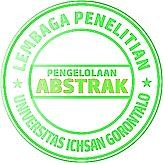 LEMBAGA PENELITIAN
PENGELOLAAN
ABSTRAK
UNIVERSITAS ICHSAN GORONTALO